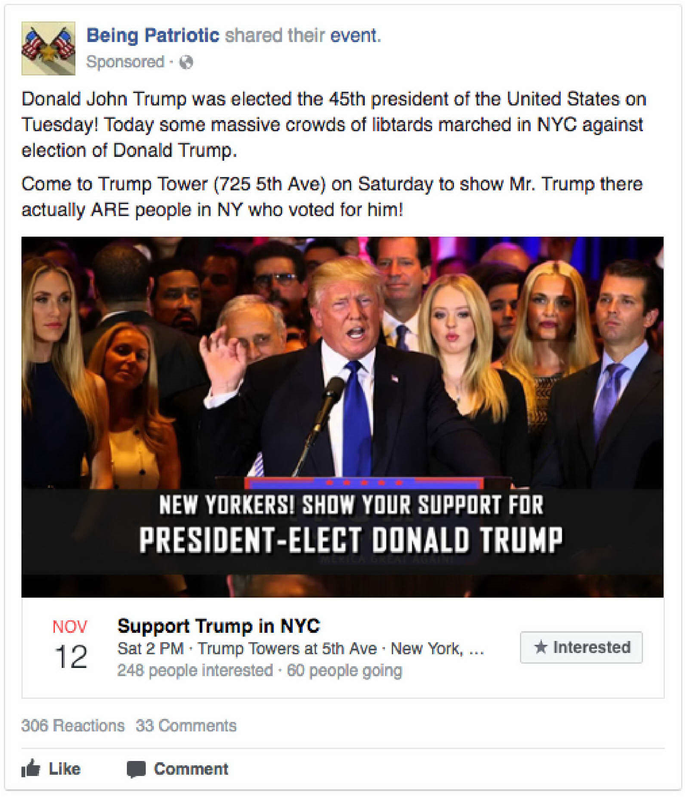 Being Patriotic shared their event.
Sponsored ·
Donald John Trump was elected the 45th president of the United States on
Tuesday! Today some massive crowds of libtards marched in NYC against
election of Donald Trump.
Come to Trump Tower (725 5th Ave) on Saturday to show Mr. Trump there
actually ARE people in NY who voted for him!
NEW YORKERS! SHOW YOUR SUPPORT FOR
PRESIDENT-ELECT DONALD TRUMP
NOV
12
Support Trump in NYC
Sat 2 PM · Trump Towers at 5th Ave · New York, ...
248 people interested · 60 people going
★ Interested
306 Reactions 33 Comments
Like Comment